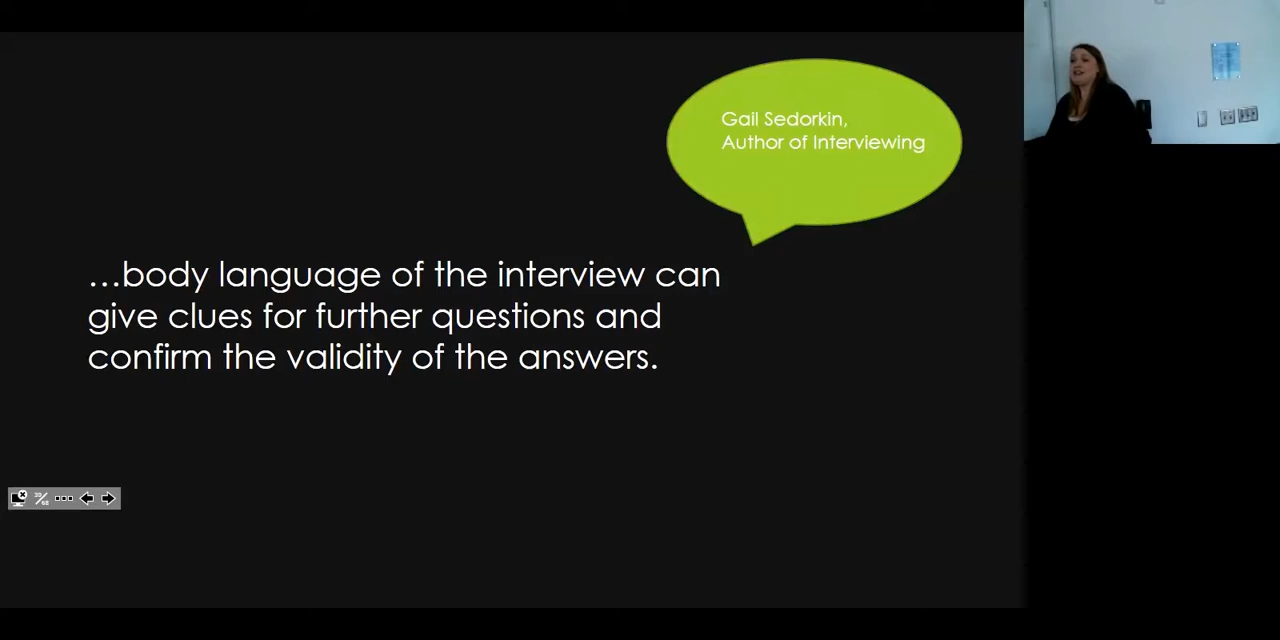 Gail Sedorkin,
Author of Interviewing
…body language of the interview can
give clues for further questions and
confirm the validity of the answers.